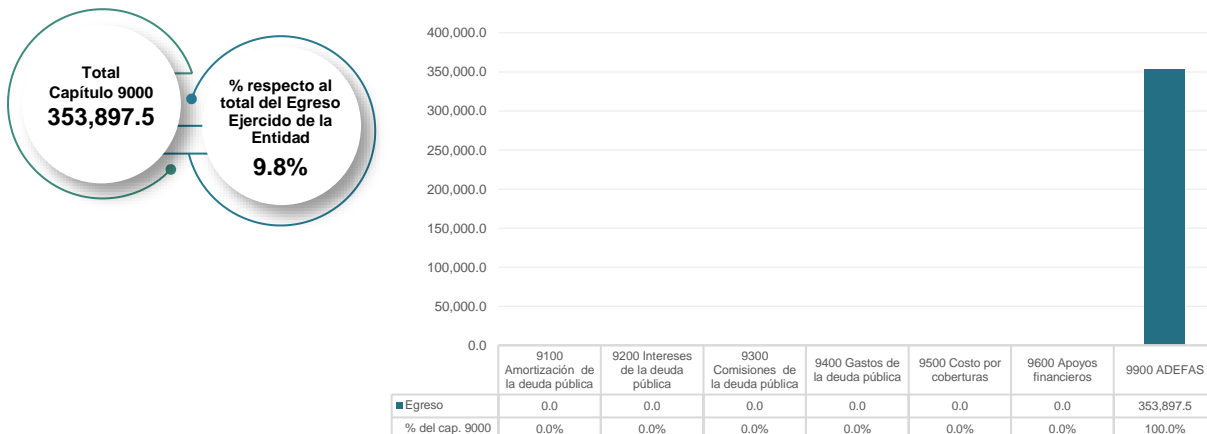 Total
Capítulo 9000
353,897.5
% respecto al
total del Egreso
Ejercido de la
Entidad
9.8%
400,000.0
350,000.0
300,000.0
250,000.0
200,000.0
150,000.0
100,000.0
50,000.0
0.0
9100
Amortización de
la deuda pública
9200 Intereses
de la deuda
pública
9300
Comisiones de
la deuda pública
9400 Gastos de
la deuda pública
9500 Costo por
coberturas
9600 Apoyos
financieros
9900 ADEFAS
Egreso 0.0 0.0 0.0 0.0 0.0 0.0 353,897.5
% del cap. 9000 0.0% 0.0% 0.0% 0.0% 0.0% 0.0% 100.0%